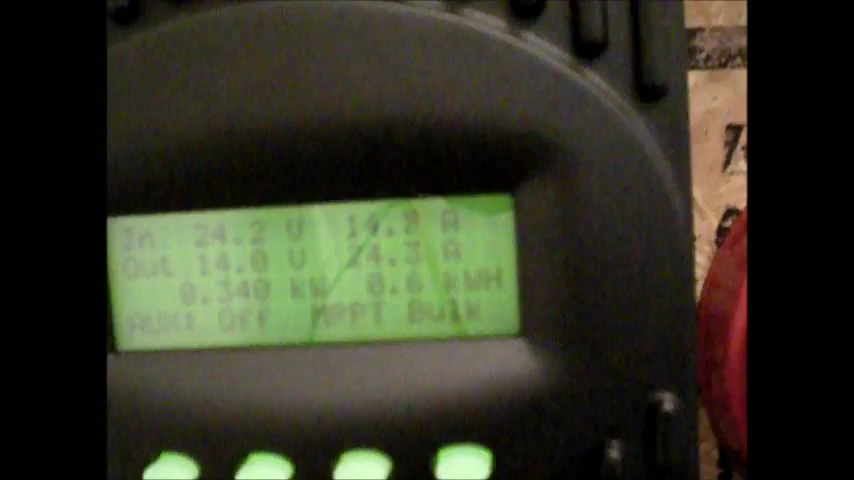 In 24.2 V 14.2 A
Out 14.0 V 24.3 A
0.340 kW 0.6 kWH
AUX: Off MPPT Bulk